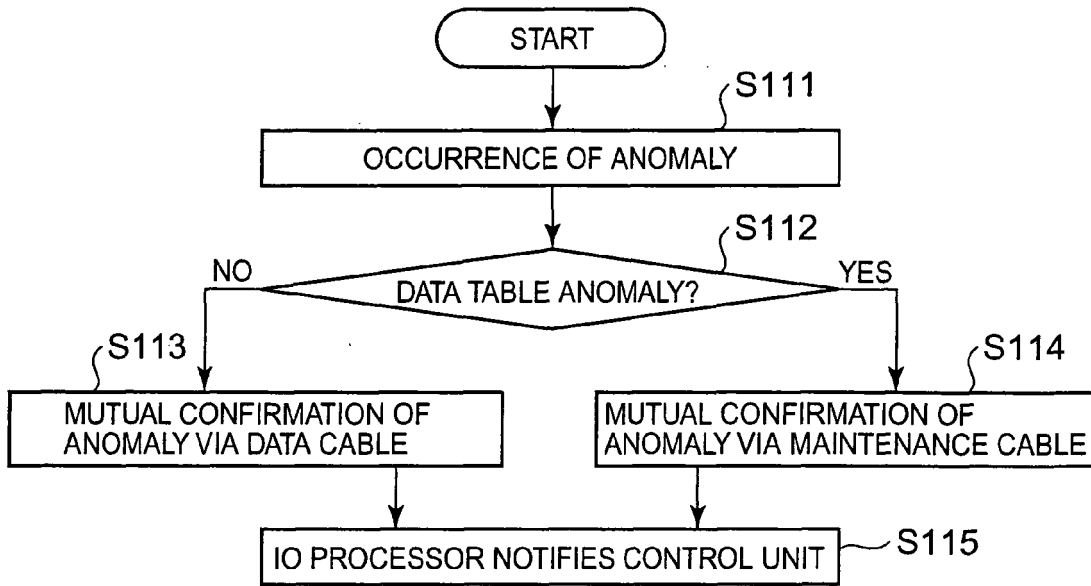 START
S111
OCCURRENCE OF ANOMALY
S112
NO
DATA TABLE ANOMALY?
YES
S113
S114
MUTUAL CONFIRMATION OF
ANOMALY VIA DATA CABLE
MUTUAL CONFIRMATION OF
ANOMALY VIA MAINTENANCE CABLE
IO PROCESSOR NOTIFIES CONTROL UNIT
S115